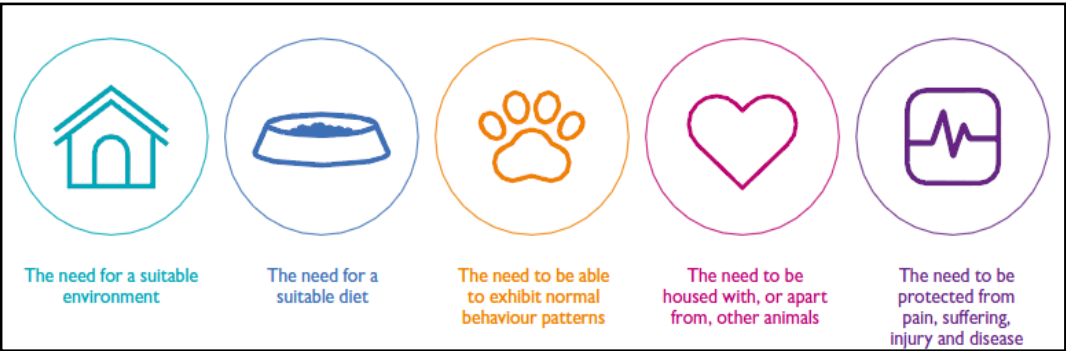 The need for a suitable
environment
The need for a
suitable diet
The need to be able
to exhibit normal
behaviour patterns
The need to be
housed with, or apart
from, other animals
The need to be
protected from
pain, suffering,
injury and disease